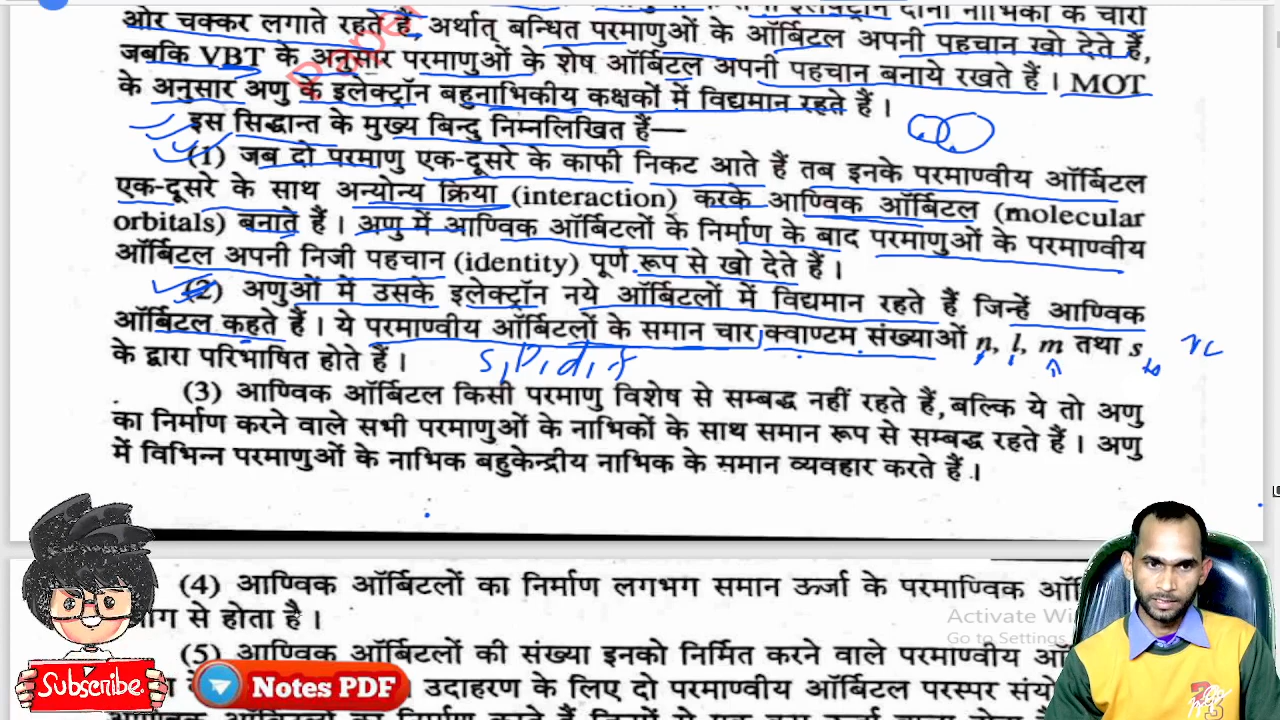 इलेक्ट्रॉन दोनों नाभिकों के चारों
ओर चक्कर लगाते रहते हैं, अर्थात् बन्धित परमाणुओं के ऑर्बिटल अपनी पहचान खो देते हैं,
जबकि VBT के अनुसार परमाणुओं के शेष ऑर्बिटल अपनी पहचान बनाये रखते हैं। MOT
के अनुसार अणु के इलेक्ट्रॉन बहुनाभिकीय कक्षकों में विद्यमान रहते हैं।
इस सिद्धान्त के मुख्य बिन्दु निम्नलिखित हैं—
(1) जब दो परमाणु एक-दूसरे के काफी निकट आते हैं तब इनके परमाण्वीय ऑर्बिटल
एक-दूसरे के साथ अन्योन्य क्रिया (interaction) करके आण्विक ऑर्बिटल (molecular
orbitals) बनाते हैं। अणु में आण्विक ऑर्बिटलों के निर्माण के बाद परमाणुओं के परमाण्वीय
ऑर्बिटल अपनी निजी पहचान (identity) पूर्ण रूप से खो देते हैं।
(2) अणुओं में उसके इलेक्ट्रॉन नये ऑर्बिटलों में विद्यमान रहते हैं जिन्हें आण्विक
ऑर्बिटल कहते हैं। ये परमाण्वीय ऑर्बिटलों के समान चार क्वाण्टम संख्याओं n, l, m तथा s
के द्वारा परिभाषित होते हैं।
s, p, d, f
(3) आण्विक ऑर्बिटल किसी परमाणु विशेष से सम्बद्ध नहीं रहते हैं, बल्कि ये तो अणु
का निर्माण करने वाले सभी परमाणुओं के नाभिकों के साथ समान रूप से सम्बद्ध रहते हैं। अणु
में विभिन्न परमाणुओं के नाभिक बहुकेन्द्रीय नाभिक के समान व्यवहार करते हैं।
(4) आण्विक ऑर्बिटलों का निर्माण लगभग समान ऊर्जा के परमाण्विक
से होता है।
Activate
Go to Settings
(5) आण्विक ऑर्बिटलों की संख्या इनको निर्मित करने वाले परमाण्वीय
उदाहरण के लिए दो परमाण्वीय ऑर्बिटल परस्पर
Subscribe.
Notes PDF